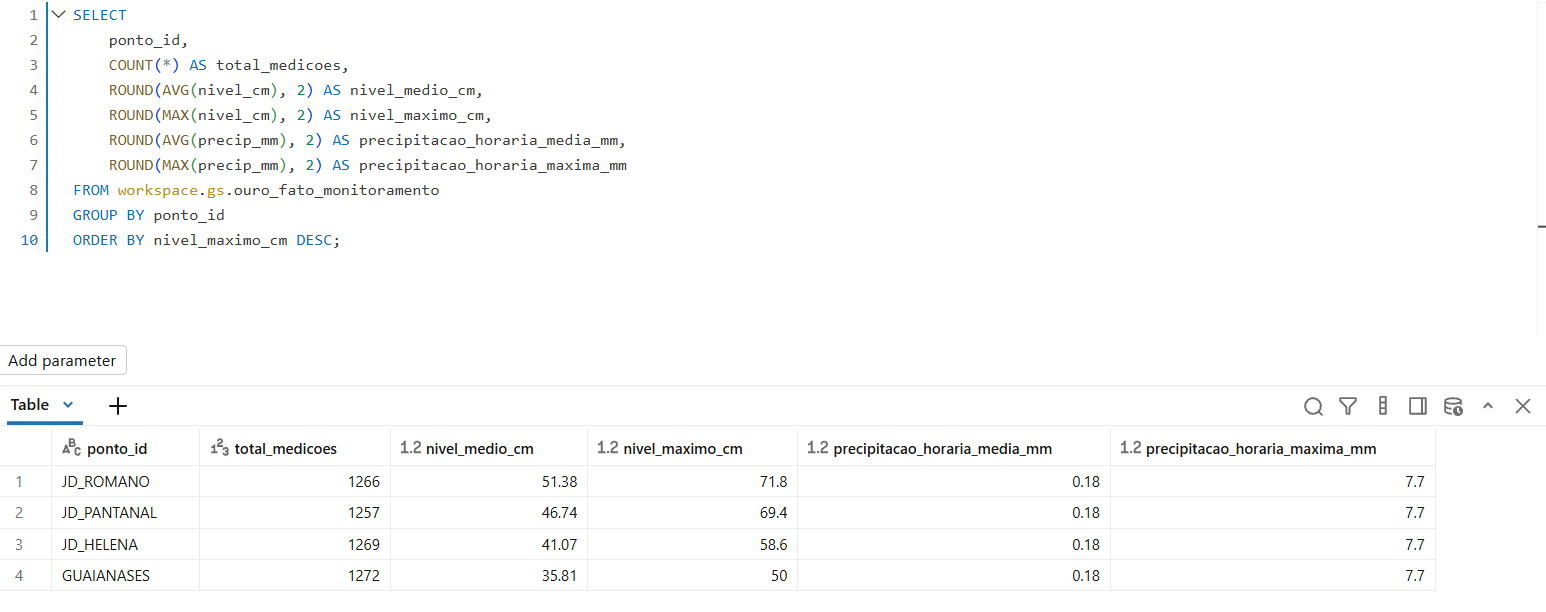 1 SELECT
2 ponto_id,
3 COUNT(*) AS total_medicoes,
4 ROUND(AVG(nivel_cm), 2) AS nivel_medio_cm,
5 ROUND(MAX(nivel_cm), 2) AS nivel_maximo_cm,
6 ROUND(AVG(precip_mm), 2) AS precipitacao_horaria_media_mm,
7 ROUND(MAX(precip_mm), 2) AS precipitacao_horaria_maxima_mm
8 FROM workspace.gs.ouro_fato_monitoramento
9 GROUP BY ponto_id
10 ORDER BY nivel_maximo_cm DESC;
Add parameter
Table
ABC ponto_id 123 total_medicoes 1.2 nivel_medio_cm 1.2 nivel_maximo_cm 1.2 precipitacao_horaria_media_mm 1.2 precipitacao_horaria_maxima_mm
1 JD_ROMANO 1266 51.38 71.8 0.18 7.7
2 JD_PANTANAL 1257 46.74 69.4 0.18 7.7
3 JD_HELENA 1269 41.07 58.6 0.18 7.7
4 GUAIANASES 1272 35.81 50 0.18 7.7